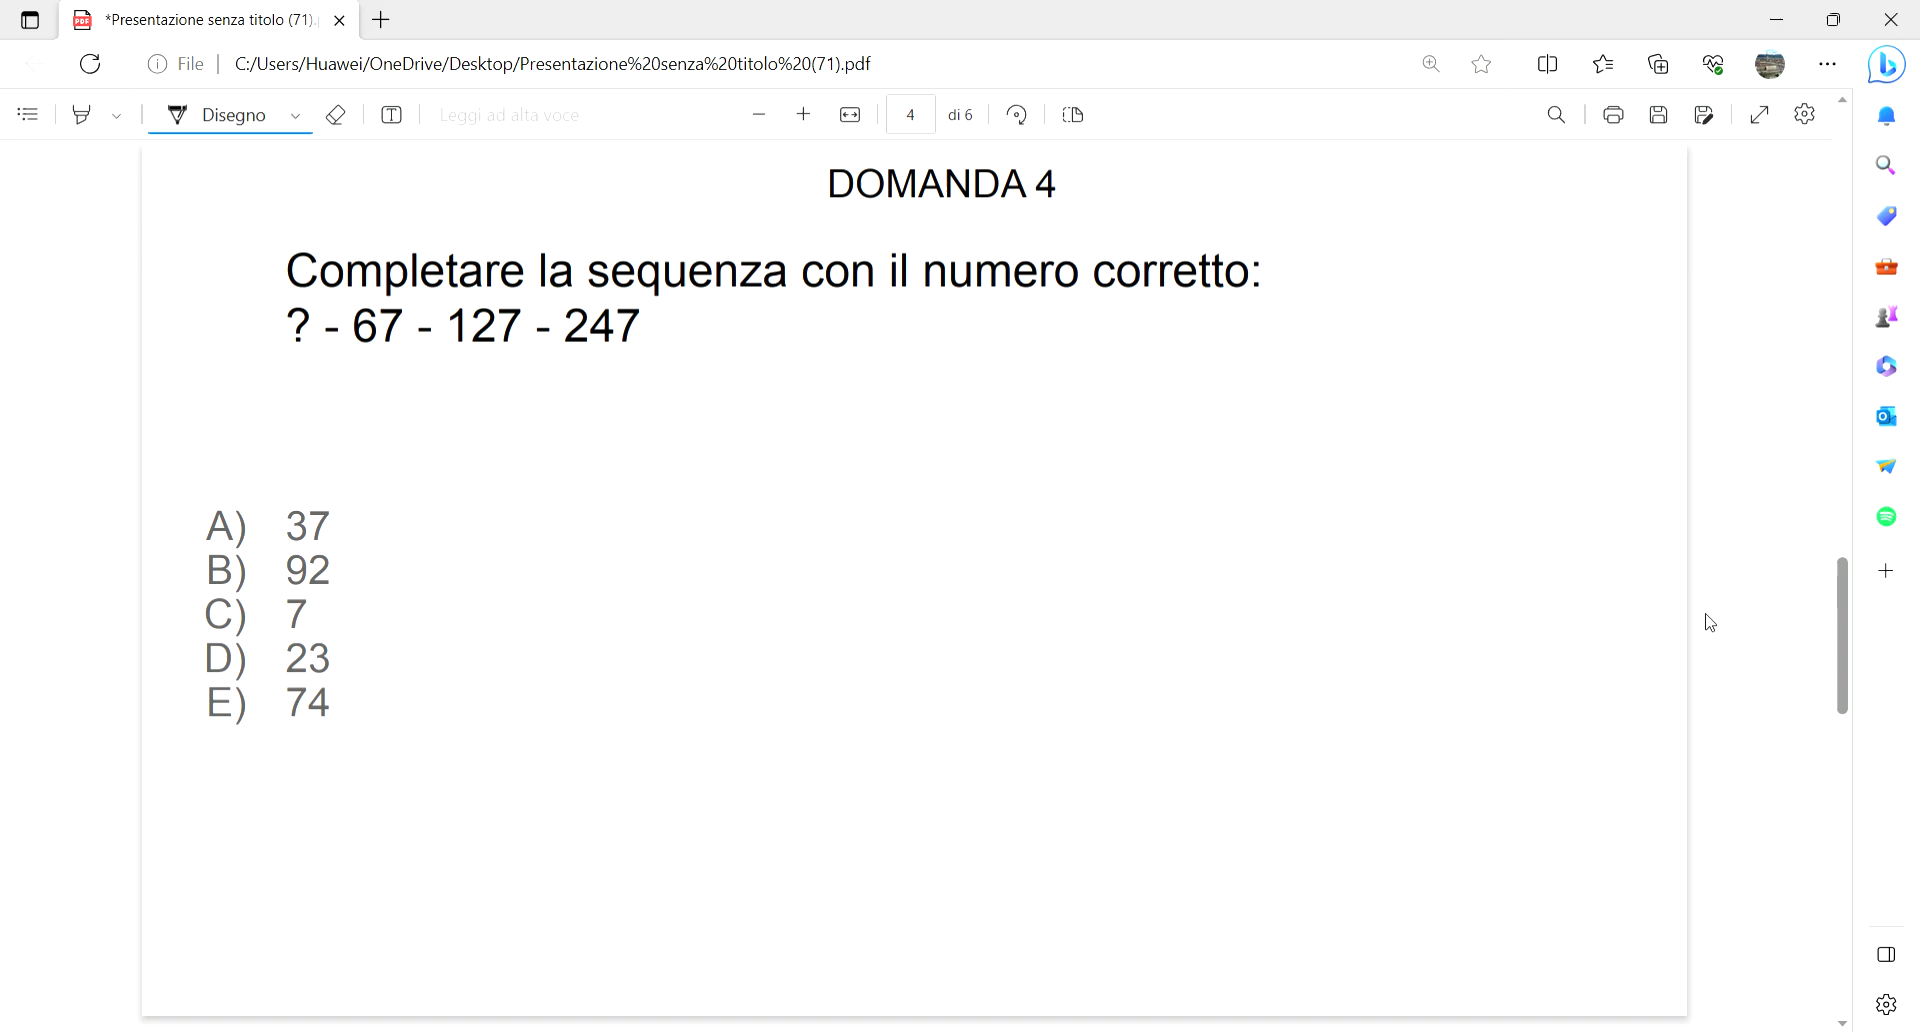 *Presentazione senza titolo (71).
File
C:/Users/Huawei/OneDrive/Desktop/Presentazione%20senza%20titolo%20(71).pdf
Disegno
Leggi ad alta voce
4
di 6
DOMANDA 4
Completare la sequenza con il numero corretto:
? - 67 - 127 - 247
A) 37
B) 92
C) 7
D) 23
E) 74